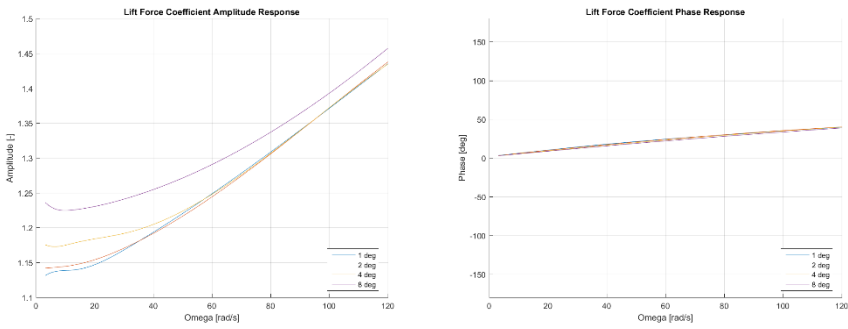 Lift Force Coefficient Amplitude Response
1.5
1.45
1.4
1.35
1.3
1.25
1.2
1.15
1.1
Amplitude [-]
0
20
40
60
80
100
120
Omega [rad/s]
1 deg
2 deg
4 deg
8 deg
Lift Force Coefficient Phase Response
150
100
50
0
-50
-100
-150
Phase [deg]
0
20
40
60
80
100
120
Omega [rad/s]
1 deg
2 deg
4 deg
8 deg